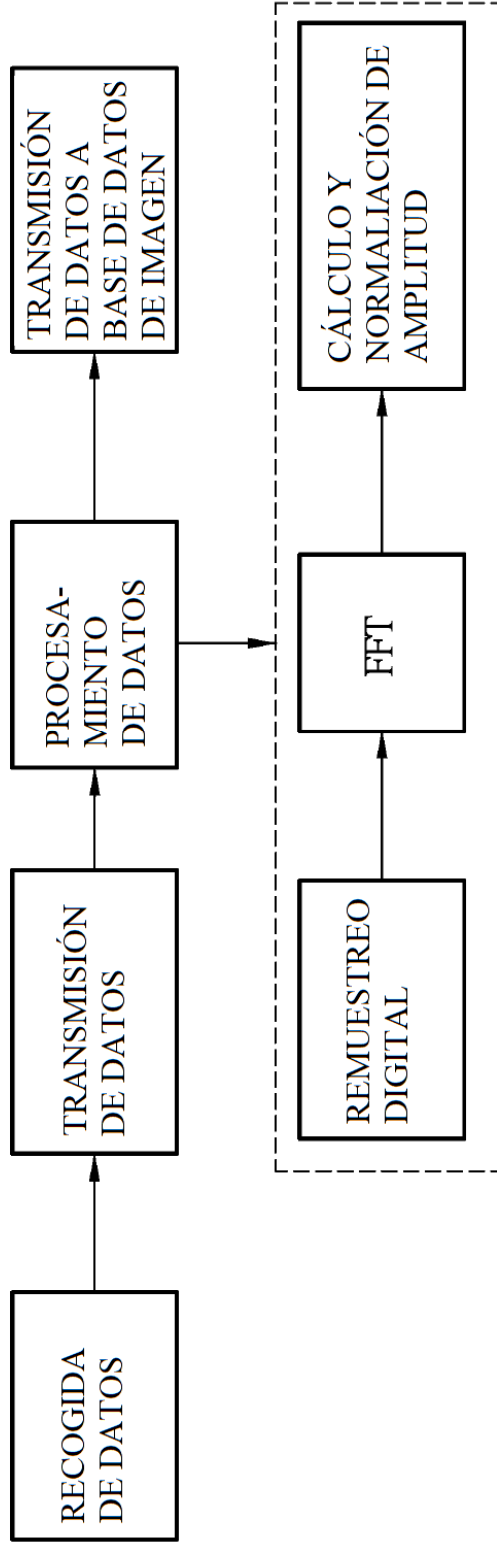 RECOGIDA
DE DATOS
TRANSMISIÓN
DE DATOS
PROCESA-
MIENTO
DE DATOS
TRANSMISIÓN
DE DATOS A
BASE DE DATOS
DE IMAGEN
REMUESTREO
DIGITAL
FFT
CÁLCULO Y
NORMALIACIÓN DE
AMPLITUD